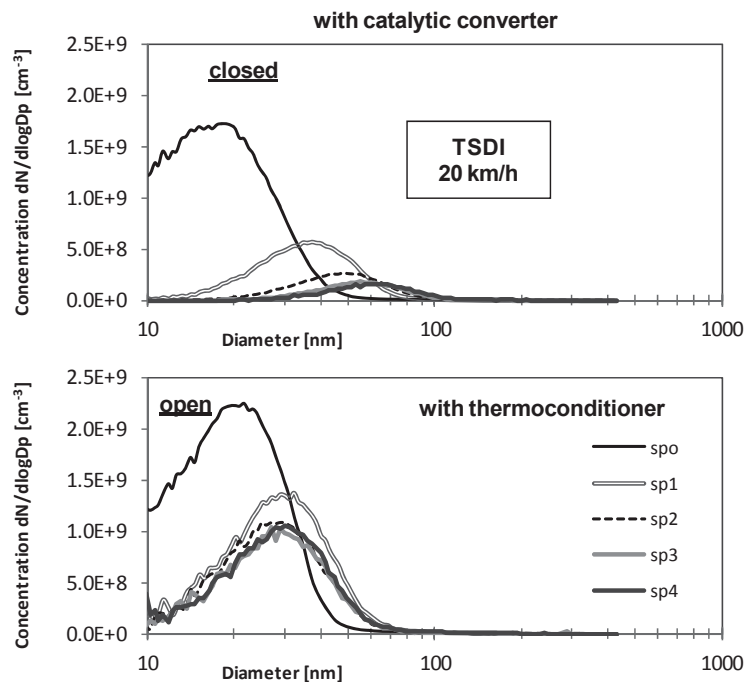 with catalytic converter
Concentration dN/dlogDp [cm⁻³]
2.5E+9
2.0E+9
1.5E+9
1.0E+9
5.0E+8
0.0E+0
closed
TSDI
20 km/h
10
100
1000
Diameter [nm]
Concentration dN/dlogDp [cm⁻³]
2.5E+9
2.0E+9
1.5E+9
1.0E+9
5.0E+8
0.0E+0
open
with thermoconditioner
spo
sp1
sp2
sp3
sp4
10
100
1000
Diameter [nm]